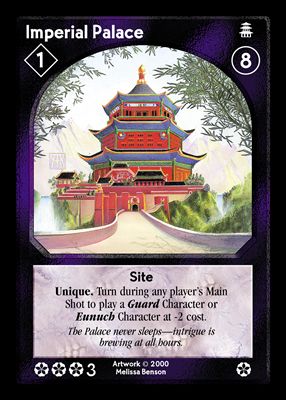 Imperial Palace
1
8
Site
Unique. Turn during any player's Main
Shot to play a Guard Character or
Eunuch Character at -2 cost.
The Palace never sleeps—intrigue is
brewing at all hours.
3
Artwork © 2000
Melissa Benson